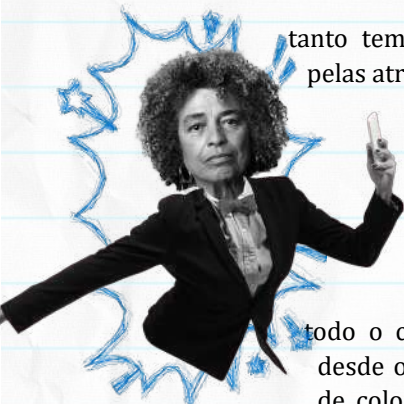 tanto tem
pelas atr
todo o c
desde o
de colo